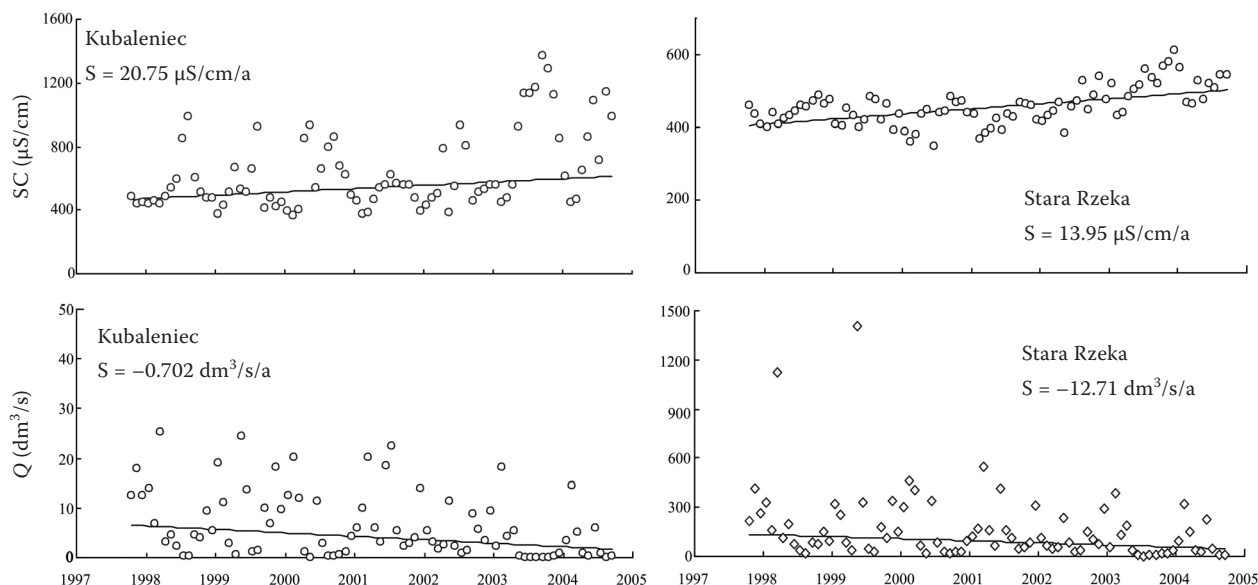 1600
Kubaleniec
S = 20.75 μS/cm/a
1200
800
400
0
SC (μS/cm)
600
400
200
0
Stara Rzeka
S = 13.95 μS/cm/a
50
Kubaleniec
S = −0.702 dm³/s/a
40
30
20
10
0
Q (dm³/s)
1997 1998 1999 2000 2001 2002 2003 2004 2005
1500
1200
Stara Rzeka
S = −12.71 dm³/s/a
900
600
300
0
1997 1998 1999 2000 2001 2002 2003 2004 2005